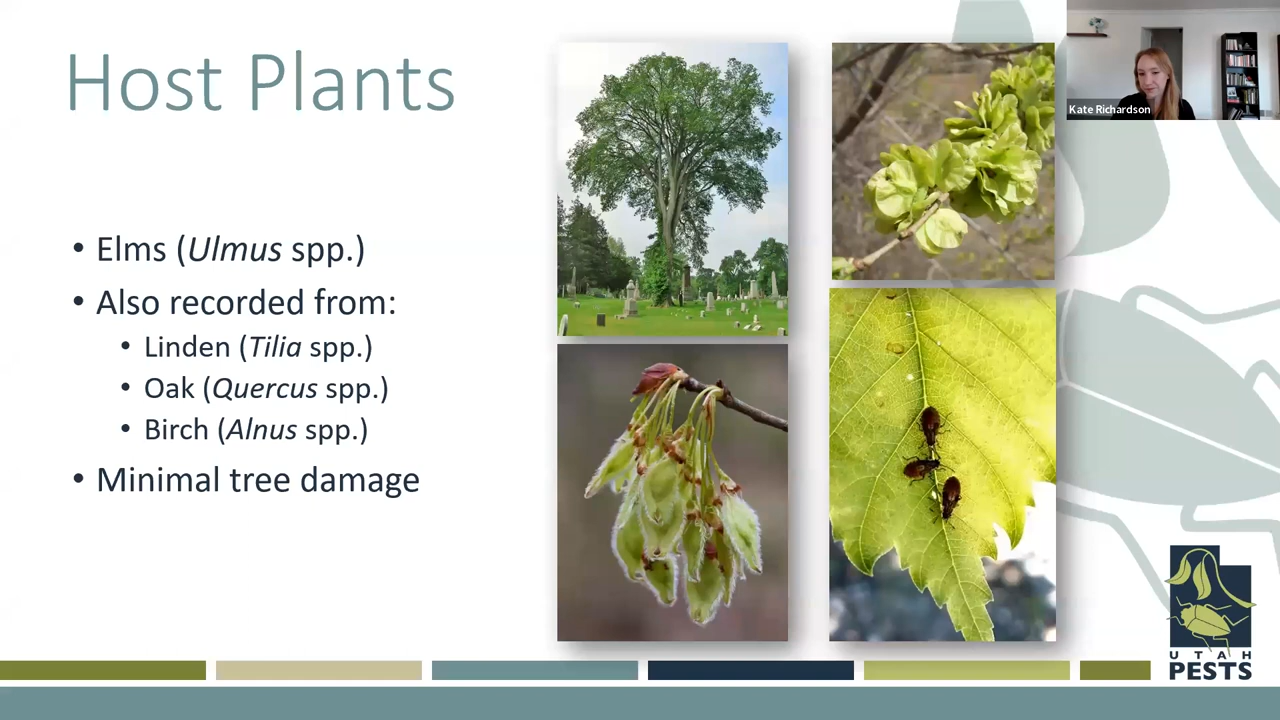 Host Plants
• Elms (Ulmus spp.)
• Also recorded from:
• Linden (Tilia spp.)
• Oak (Quercus spp.)
• Birch (Alnus spp.)
• Minimal tree damage
Kate Richardson
UTAH
PESTS